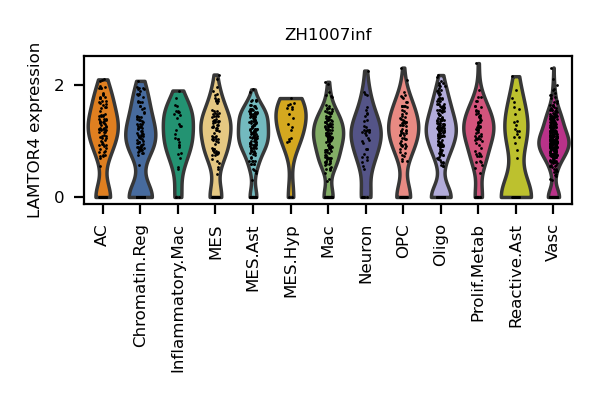 ZH1007inf
LAMTOR4 expression
2
0
AC
Chromatin.Reg
Inflammatory.Mac
MES
MES.Ast
MES.Hyp
Mac
Neuron
OPC
Oligo
Prolif.Metab
Reactive.Ast
Vasc